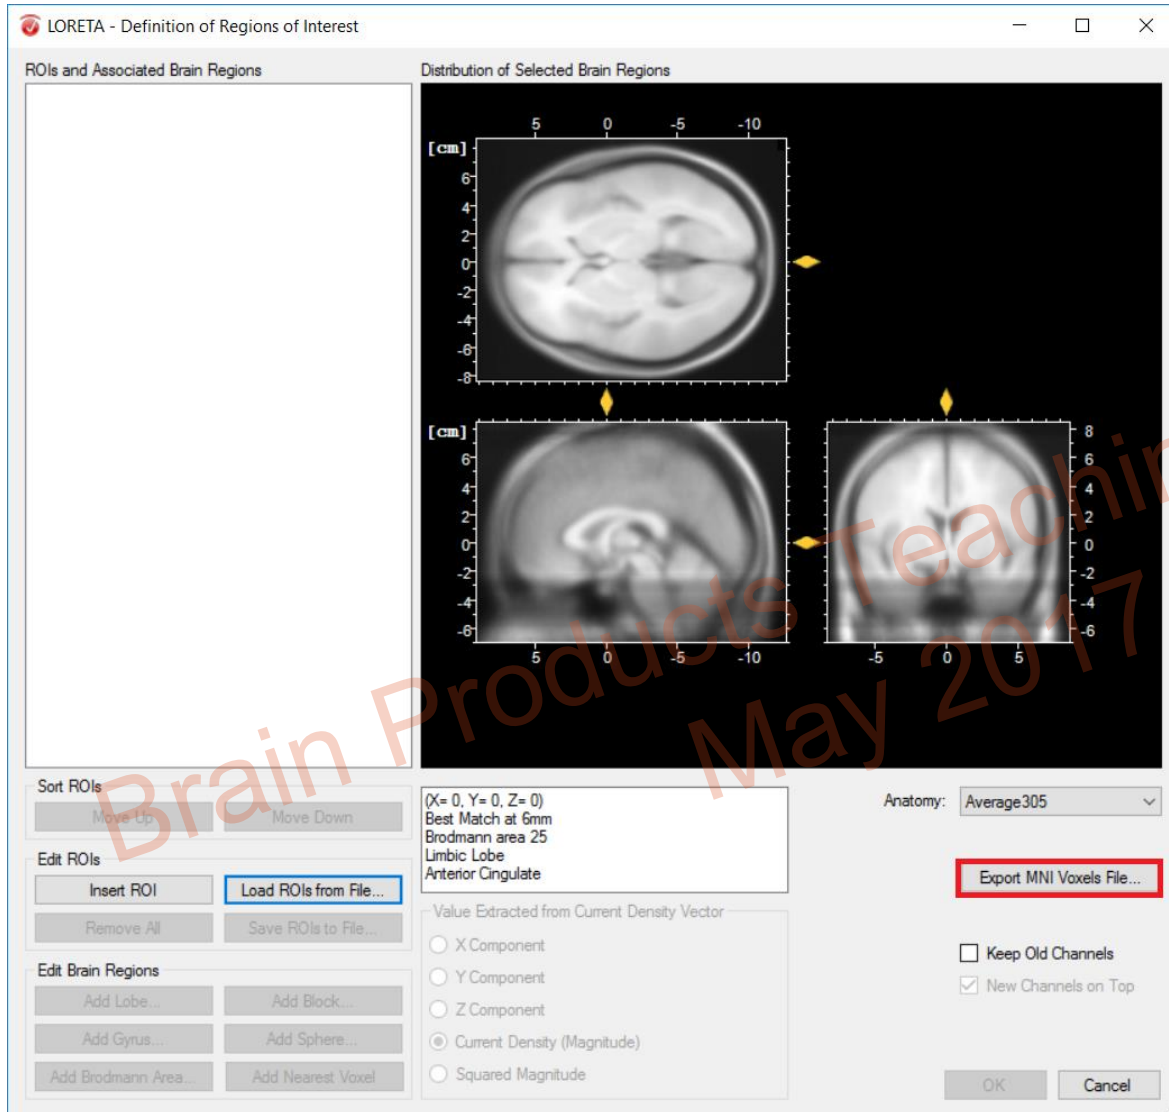 LORETA - Definition of Regions of Interest
ROIs and Associated Brain Regions
Distribution of Selected Brain Regions
5 0 -5 -10
[cm]
6
4
2
0
-2
-4
-6
-8
[cm]
6
4
2
0
-2
-4
-6
5 0 -5 -10
8
6
4
2
0
-2
-4
-6
-5 0 5
Sort ROIs
Move Up Move Down
Edit ROIs
Insert ROI Load ROIs from File...
Remove All Save ROIs to File...
Edit Brain Regions
Add Lobe... Add Block...
Add Gyrus... Add Sphere...
Add Brodmann Area... Add Nearest Voxel
(X= 0, Y= 0, Z= 0)
Best Match at 6mm
Brodmann area 25
Limbic Lobe
Anterior Cingulate
Value Extracted from Current Density Vector
X Component
Y Component
Z Component
Current Density (Magnitude)
Squared Magnitude
Anatomy: Average305
Export MNI Voxels File...
Keep Old Channels
New Channels on Top
OK Cancel
Brain Products Teachin
May 2017